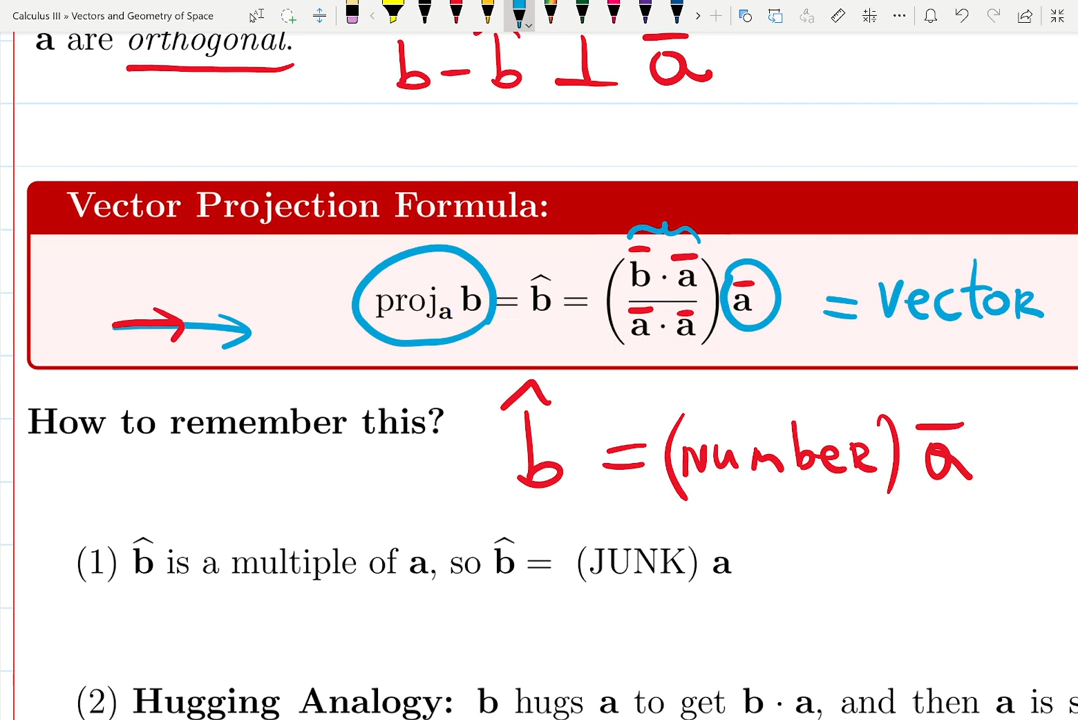 Calculus III » Vectors and Geometry of Space
a are orthogonal.
b - b̂ ⊥ a̅
Vector Projection Formula:
projₐ b = b̂ = (b · a / a · a) a = vector
How to remember this?
b̂ = (number) a̅
(1) b̂ is a multiple of a, so b̂ = (JUNK) a
(2) Hugging Analogy: b hugs a to get b · a, and then a is s